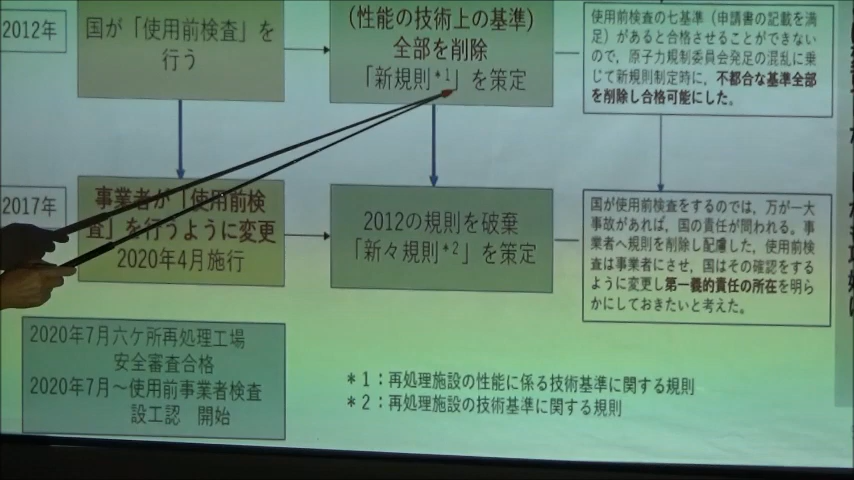 2012年
国が「使用前検査」を
行う
(性能の技術上の基準)
全部を削除
「新規則*1」を策定
使用前検査の七基準（申請書の記載を満
足）があると合格させることができない
ので，原子力規制委員会発足の混乱に乗
じて新規則制定時に，不都合な基準全部
を削除し合格可能にした。
2017年
事業者が「使用前検
査」を行うように変更
2020年4月施行
2012の規則を破棄
「新々規則*2」を策定
国が使用前検査をするのでは，万が一大
事故があれば，国の責任が問われる。事
業者へ規則を削除し配慮した，使用前検
査は事業者にさせ，国はその確認をする
ように変更し第一義的責任の所在を明ら
かにしておきたいと考えた。
2020年7月六ケ所再処理工場
安全審査合格
2020年7月～使用前事業者検査
設工認 開始
＊1：再処理施設の性能に係る技術基準に関する規則
＊2：再処理施設の技術基準に関する規則